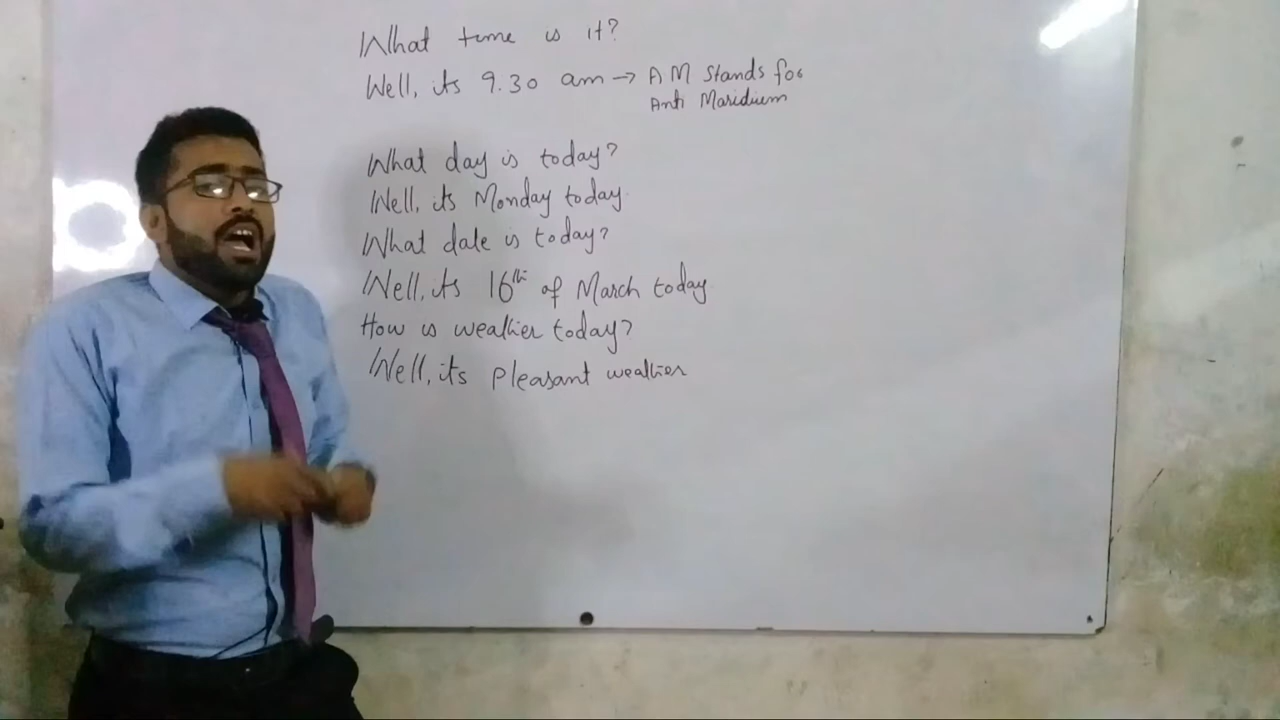 What time is it?
Well, its 9.30 am → AM Stands for
Anti Maridium
What day is today?
Well, its Monday today.
What date is today?
Well, its 16th of March today.
How is weather today?
Well, its Pleasant weather